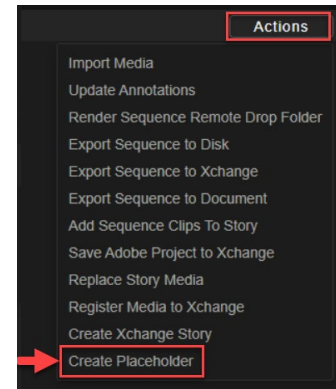 Actions
Import Media
Update Annotations
Render Sequence Remote Drop Folder
Export Sequence to Disk
Export Sequence to Xchange
Export Sequence to Document
Add Sequence Clips To Story
Save Adobe Project to Xchange
Replace Story Media
Register Media to Xchange
Create Xchange Story
Create Placeholder